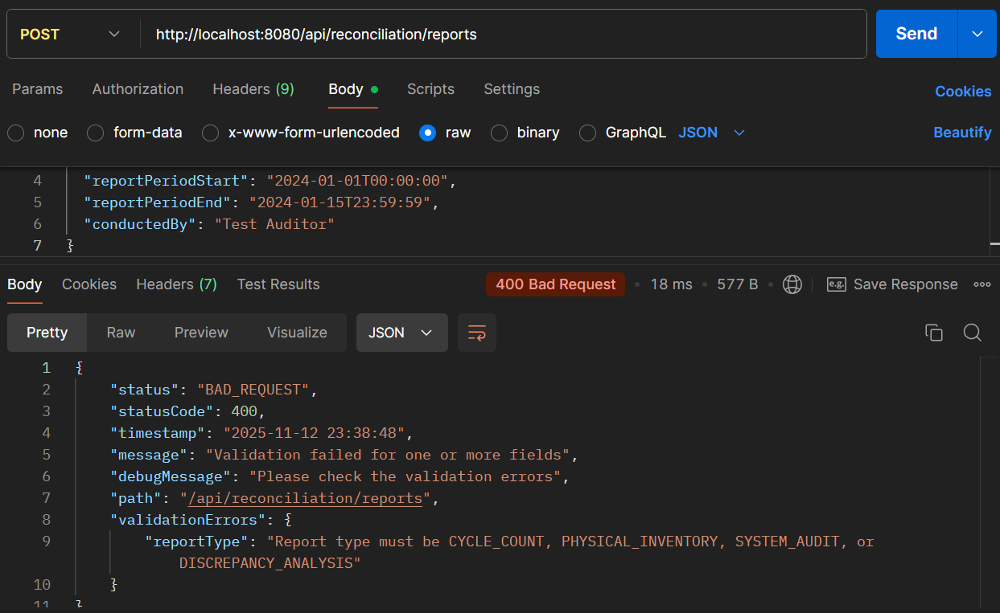 POST http://localhost:8080/api/reconciliation/reports Send
Params Authorization Headers (9) Body Scripts Settings Cookies
none form-data x-www-form-urlencoded raw binary GraphQL JSON Beautify
4 "reportPeriodStart": "2024-01-01T00:00:00",
5 "reportPeriodEnd": "2024-01-15T23:59:59",
6 "conductedBy": "Test Auditor"
7 }
Body Cookies Headers (7) Test Results 400 Bad Request 18 ms 577 B e.g. Save Response
Pretty Raw Preview Visualize JSON
1 {
2 "status": "BAD_REQUEST",
3 "statusCode": 400,
4 "timestamp": "2025-11-12 23:38:48",
5 "message": "Validation failed for one or more fields",
6 "debugMessage": "Please check the validation errors",
7 "path": "/api/reconciliation/reports",
8 "validationErrors": {
9 "reportType": "Report type must be CYCLE_COUNT, PHYSICAL_INVENTORY, SYSTEM_AUDIT, or
DISCREPANCY_ANALYSIS"
10 }
11 }